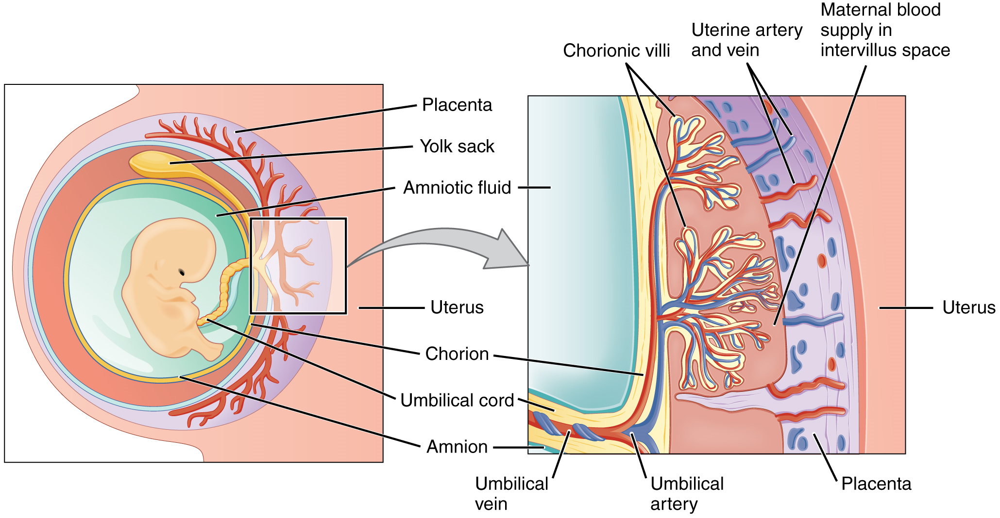 Maternal blood
supply in
intervillus space
Uterine artery
and vein
Chorionic villi
Placenta
Yolk sack
Amniotic fluid
Uterus
Uterus
Chorion
Umbilical cord
Amnion
Umbilical
vein
Umbilical
artery
Placenta